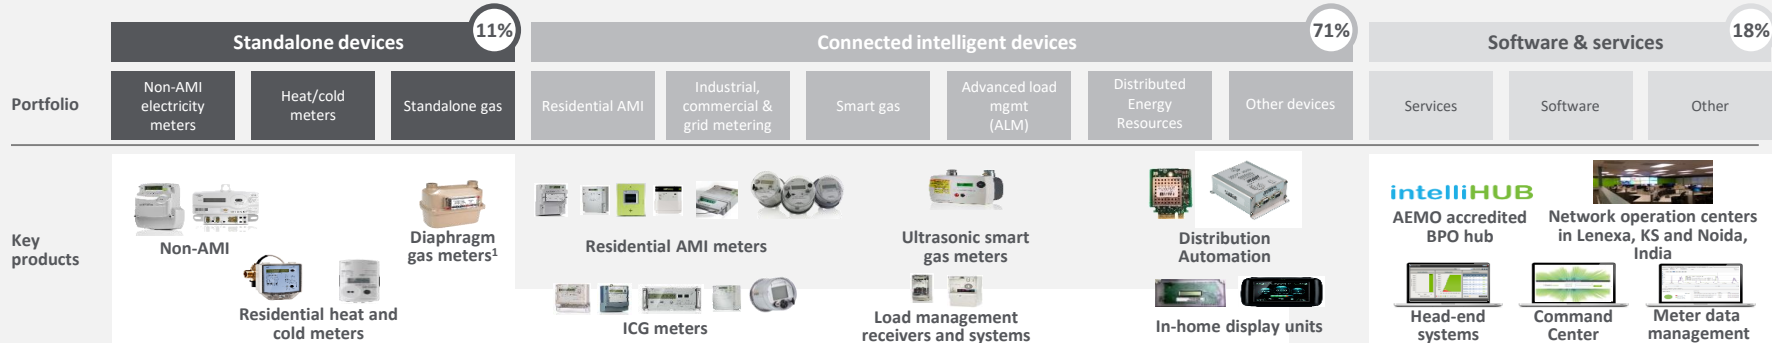 Standalone devices
11%
Connected intelligent devices
71%
Software & services
18%
Portfolio
Non-AMI
electricity
meters
Heat/cold
meters
Standalone gas
Residential AMI
Industrial,
commercial &
grid metering
Smart gas
Advanced load
mgmt
(ALM)
Distributed
Energy
Resources
Other devices
Services
Software
Other
Key
products
Non-AMI
Diaphragm
gas meters¹
Residential heat and
cold meters
Residential AMI meters
ICG meters
Ultrasonic smart
gas meters
Load management
receivers and systems
Distribution
Automation
In-home display units
intelliHUB
AEMO accredited
BPO hub
Network operation centers
in Lenexa, KS and Noida,
India
Head-end
systems
Command
Center
Meter data
management